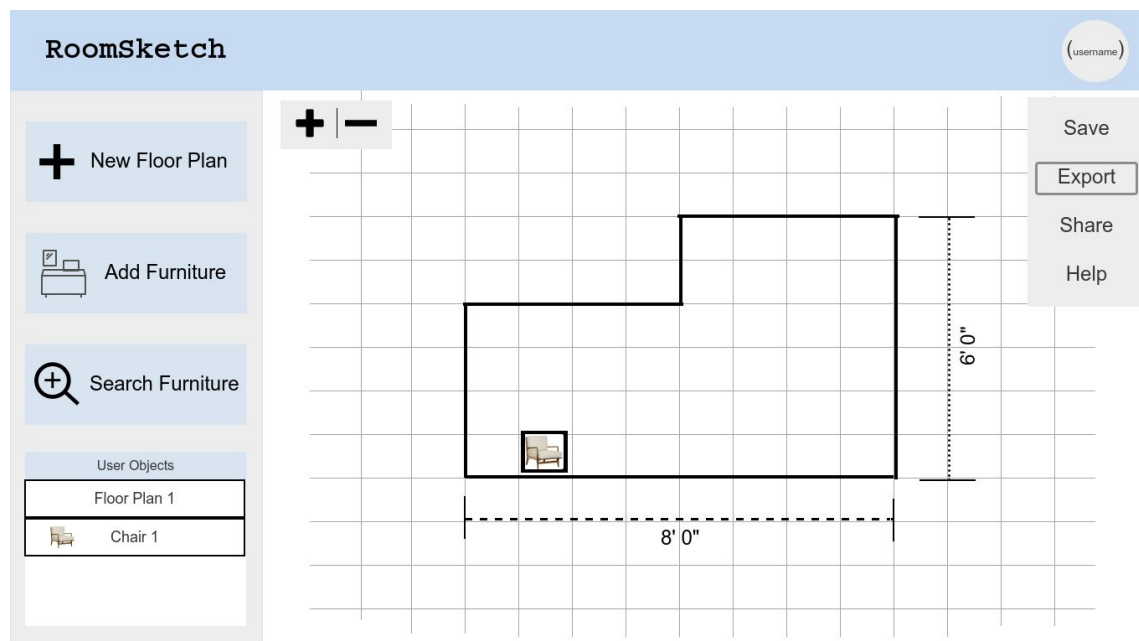 RoomSketch
(username)
New Floor Plan
Add Furniture
Search Furniture
User Objects
Floor Plan 1
Chair 1
Save
Export
Share
Help
6' 0"
8' 0"